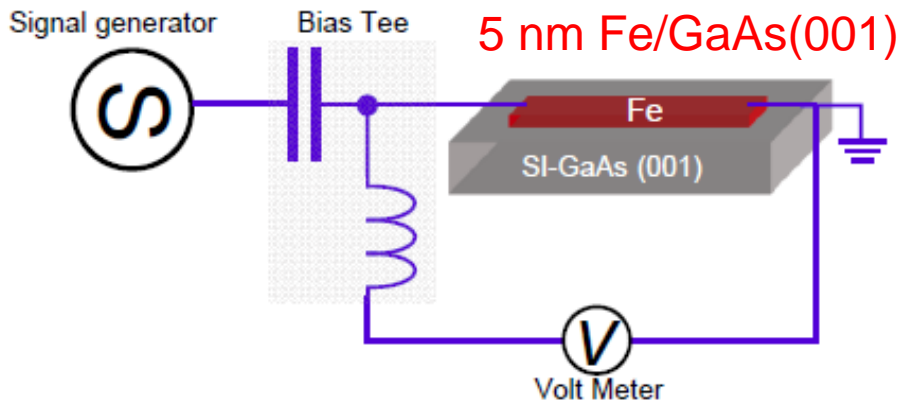 Signal generator
Bias Tee
5 nm Fe/GaAs(001)
S
Fe
SI-GaAs (001)
V
Volt Meter